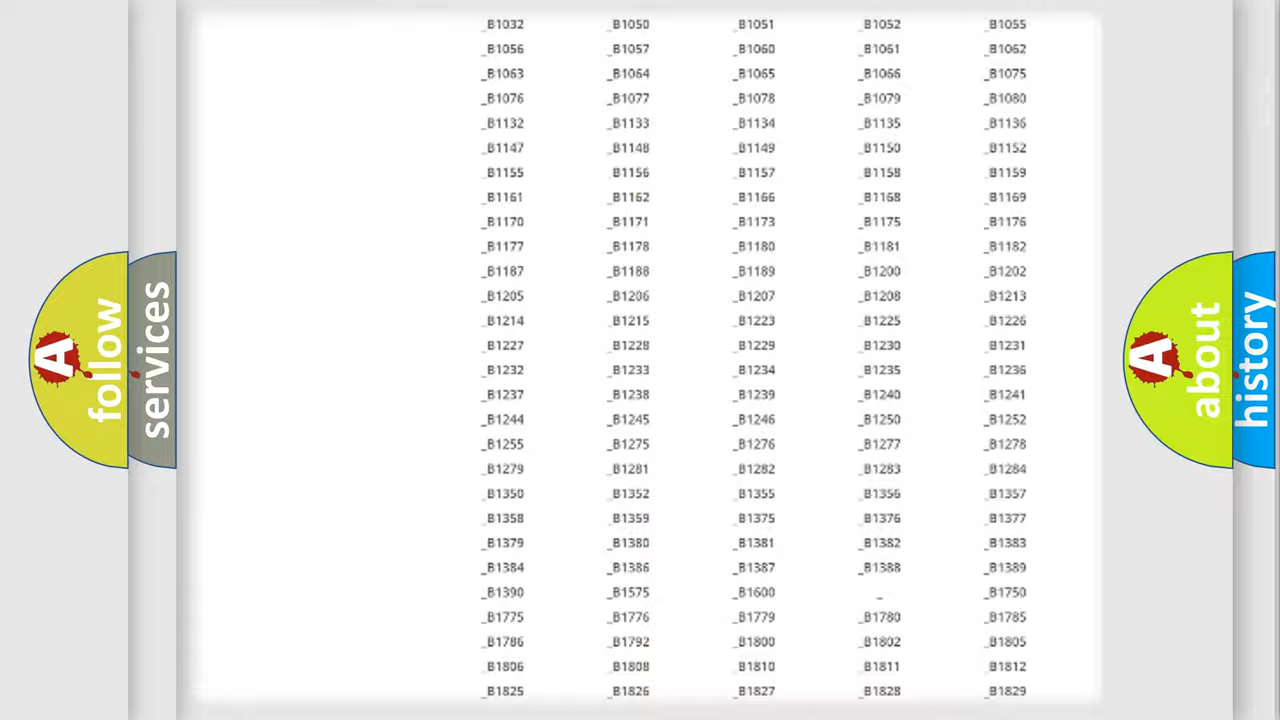 _B1032 _B1050 _B1051 _B1052 _B1055
_B1056 _B1057 _B1060 _B1061 _B1062
_B1063 _B1064 _B1065 _B1066 _B1075
_B1076 _B1077 _B1078 _B1079 _B1080
_B1132 _B1133 _B1134 _B1135 _B1136
_B1147 _B1148 _B1149 _B1150 _B1152
_B1155 _B1156 _B1157 _B1158 _B1159
_B1161 _B1162 _B1166 _B1168 _B1169
_B1170 _B1171 _B1173 _B1175 _B1176
_B1177 _B1178 _B1180 _B1181 _B1182
_B1187 _B1188 _B1189 _B1200 _B1202
_B1205 _B1206 _B1207 _B1208 _B1213
_B1214 _B1215 _B1223 _B1225 _B1226
_B1227 _B1228 _B1229 _B1230 _B1231
_B1232 _B1233 _B1234 _B1235 _B1236
_B1237 _B1238 _B1239 _B1240 _B1241
_B1244 _B1245 _B1246 _B1250 _B1252
_B1255 _B1275 _B1276 _B1277 _B1278
_B1279 _B1281 _B1282 _B1283 _B1284
_B1350 _B1352 _B1355 _B1356 _B1357
_B1358 _B1359 _B1375 _B1376 _B1377
_B1379 _B1380 _B1381 _B1382 _B1383
_B1384 _B1386 _B1387 _B1388 _B1389
_B1390 _B1575 _B1600 _ _B1750
_B1775 _B1776 _B1779 _B1780 _B1785
_B1786 _B1792 _B1800 _B1802 _B1805
_B1806 _B1808 _B1810 _B1811 _B1812
_B1825 _B1826 _B1827 _B1828 _B1829
A
follow
services
A
about
history